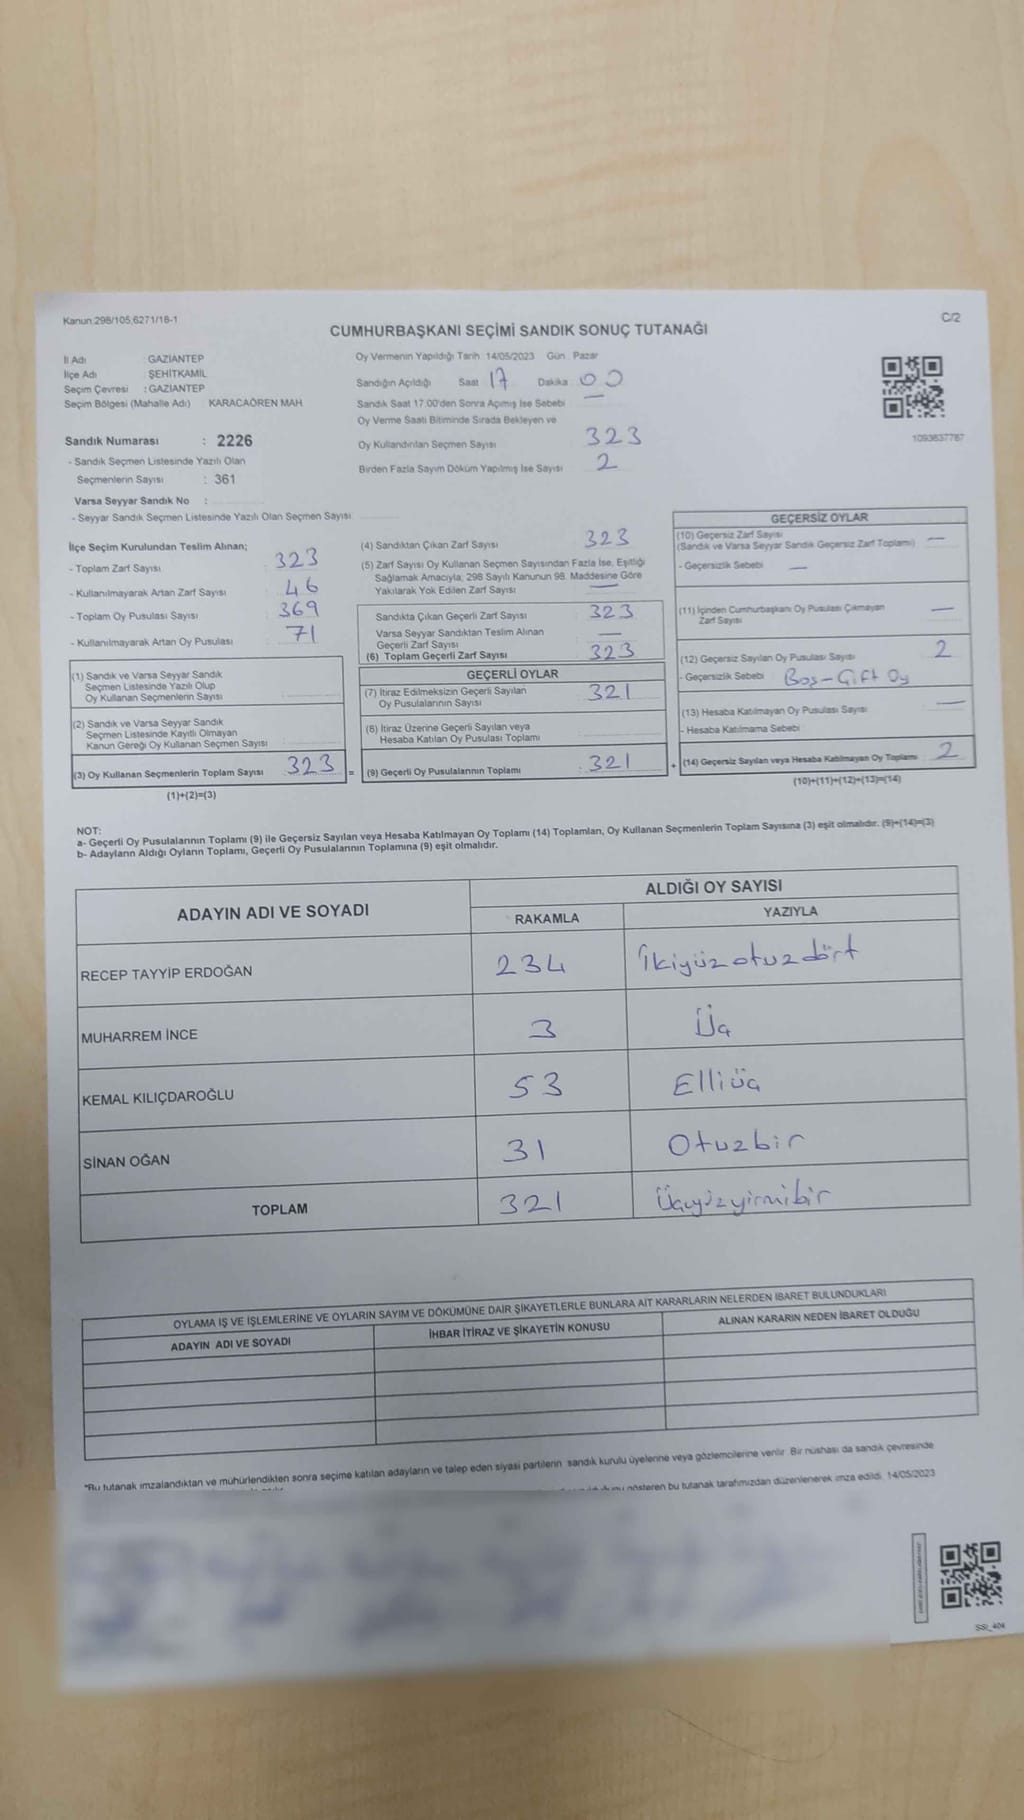 Kanun:298/105,6271/18-1
C/2
CUMHURBAŞKANI SEÇİMİ SANDIK SONUÇ TUTANAĞI
İl Adı : GAZİANTEP
İlçe Adı : ŞEHİTKAMİL
Seçim Çevresi : GAZİANTEP
Seçim Bölgesi (Mahalle Adı) KARACAÖREN MAH.
Sandık Numarası : 2226
- Sandık Seçmen Listesinde Yazılı Olan
Seçmenlerin Sayısı : 361
Varsa Seyyar Sandık No :
- Seyyar Sandık Seçmen Listesinde Yazılı Olan Seçmen Sayısı
Oy Vermenin Yapıldığı Tarih 14/05/2023 Gün Pazar
Sandığın Açıldığı Saat 17 Dakika 00
Sandık Saat 17:00'den Sonra Açımış İse Sebebi —
Oy Verme Saati Bitiminde Sırada Bekleyen ve
Oy Kullandırılan Seçmen Sayısı 323
Birden Fazla Sayım Döküm Yapılmış İse Sayısı 2
1093637787
İlçe Seçim Kurulundan Teslim Alınan;
- Toplam Zarf Sayısı 323
- Kullanılmayarak Artan Zarf Sayısı 46
- Toplam Oy Pusulası Sayısı 369
- Kullanılmayarak Artan Oy Pusulası 71
(1) Sandık ve Varsa Seyyar Sandık
Seçmen Listesinde Yazılı Olup
Oy Kullanan Seçmenlerin Sayısı
(2) Sandık ve Varsa Seyyar Sandık
Seçmen Listesinde Kayıtlı Olmayan
Kanun Gereği Oy Kullanan Seçmen Sayısı
(3) Oy Kullanan Seçmenlerin Toplam Sayısı 323 =
(1)+(2)=(3)
(4) Sandıktan Çıkan Zarf Sayısı 323
(5) Zarf Sayısı Oy Kullanan Seçmen Sayısından Fazla İse, Eşitliği
Sağlamak Amacıyla; 298 Sayılı Kanunun 98. Maddesine Göre
Yakılarak Yok Edilen Zarf Sayısı —
Sandıkta Çıkan Geçerli Zarf Sayısı 323
Varsa Seyyar Sandıktan Teslim Alınan
Geçerli Zarf Sayısı —
(6) Toplam Geçerli Zarf Sayısı 323
GEÇERLİ OYLAR
(7) İtiraz Edilmeksizin Geçerli Sayılan
Oy Pusulalarının Sayısı 321
(8) İtiraz Üzerine Geçerli Sayılan veya
Hesaba Katılan Oy Pusulası Toplamı
(9) Geçerli Oy Pusulalarının Toplamı : 321 +
GEÇERSİZ OYLAR
(10) Geçersiz Zarf Sayısı
(Sandık ve Varsa Seyyar Sandık Geçersiz Zarf Toplamı) —
- Geçersizlik Sebebi —
(11) İçinden Cumhurbaşkanı Oy Pusulası Çıkmayan
Zarf Sayısı —
(12) Geçersiz Sayılan Oy Pusulası Sayısı 2
- Geçersizlik Sebebi Boş-Çift Oy
(13) Hesaba Katılmayan Oy Pusulası Sayısı —
- Hesaba Katılmama Sebebi
(14) Geçersiz Sayılan veya Hesaba Katılmayan Oy Toplamı 2
(10)+(11)+(12)+(13)=(14)
NOT:
a- Geçerli Oy Pusulalarının Toplamı (9) ile Geçersiz Sayılan veya Hesaba Katılmayan Oy Toplamı (14) Toplamları, Oy Kullanan Seçmenlerin Toplam Sayısına (3) eşit olmalıdır. (9)+(14)=(3)
b- Adayların Aldığı Oyların Toplamı, Geçerli Oy Pusulalarının Toplamına (9) eşit olmalıdır.
ADAYIN ADI VE SOYADI
ALDIĞI OY SAYISI
RAKAMLA YAZIYLA
RECEP TAYYİP ERDOĞAN 234 İkiyüzotuzdört
MUHARREM İNCE 3 Üç
KEMAL KILIÇDAROĞLU 53 Elliüç
SİNAN OĞAN 31 Otuzbir
TOPLAM 321 Üçyüzyirmibir
OYLAMA İŞ VE İŞLEMLERİNE VE OYLARIN SAYIM VE DÖKÜMÜNE DAİR ŞİKAYETLERLE BUNLARA AİT KARARLARIN NELERDEN İBARET BULUNDUKLARI
ADAYIN ADI VE SOYADI İHBAR İTİRAZ VE ŞİKAYETİN KONUSU ALINAN KARARIN NEDEN İBARET OLDUĞU
*Bu tutanak imzalandıktan ve mühürlendikten sonra seçime katılan adayların ve talep eden siyasi partilerin sandık kurulu üyelerine veya gözlemcilerine verilir. Bir nüshası da sandık çevresinde
gösteren bu tutanak tarafımızdan düzenlenerek imza edildi. 14/05/2023
SSI_404